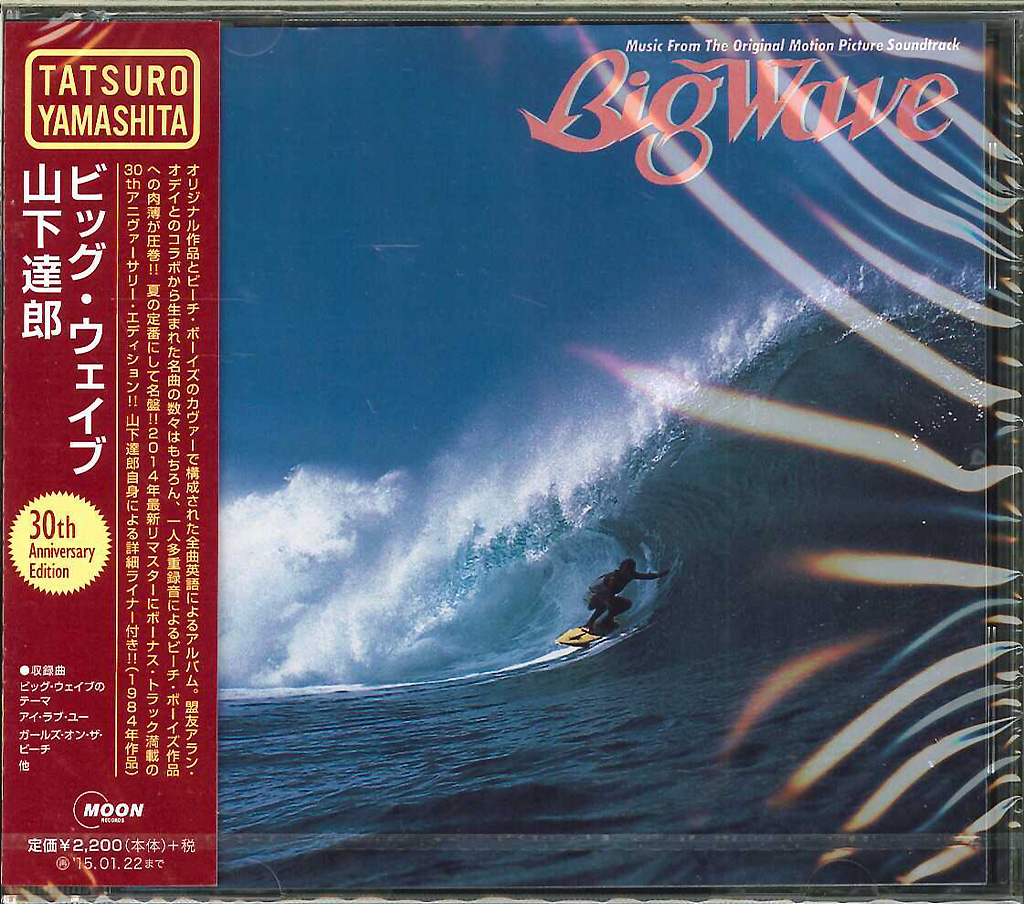 TATSURO
YAMASHITA
ビッグ・ウェイブ
山下達郎
オリジナル作品とビーチ・ボーイズのカヴァーで構成された全曲英語によるアルバム。盟友アラン・
オデイとのコラボから生まれた名曲の数々はもちろん、一人多重録音によるビーチ・ボーイズ作品
への肉薄が圧巻!! 夏の定番にして名盤!! 2014年最新リマスターにボーナス・トラック満載の
30thアニヴァーサリー・エディション!! 山下達郎自身による詳細ライナー付き!!(1984年作品)
30th
Anniversary
Edition
●収録曲
ビッグ・ウェイブの
テーマ
アイ・ラブ・ユー
ガールズ・オン・ザ・
ビーチ
他
MOON
RECORDS
定価¥2,200(本体)+税
再'15.01.22まで
Music From The Original Motion Picture Soundtrack
Big Wave